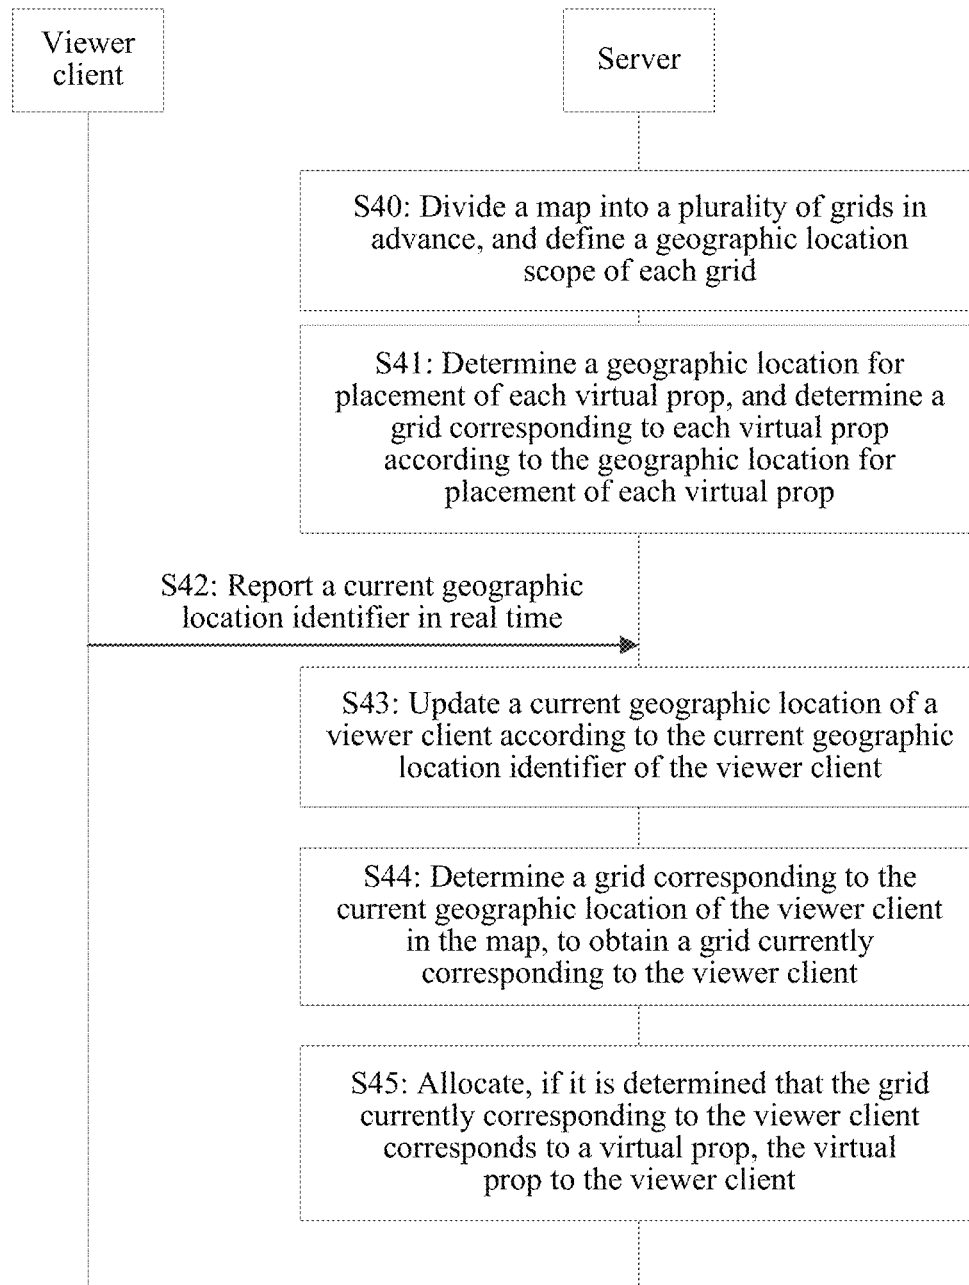 Viewer
client
Server
S40: Divide a map into a plurality of grids in
advance, and define a geographic location
scope of each grid
S41: Determine a geographic location for
placement of each virtual prop, and determine a
grid corresponding to each virtual prop
according to the geographic location for
placement of each virtual prop
S42: Report a current geographic
location identifier in real time
S43: Update a current geographic location of a
viewer client according to the current geographic
location identifier of the viewer client
S44: Determine a grid corresponding to the
current geographic location of the viewer client
in the map, to obtain a grid currently
corresponding to the viewer client
S45: Allocate, if it is determined that the grid
currently corresponding to the viewer client
corresponds to a virtual prop, the virtual
prop to the viewer client